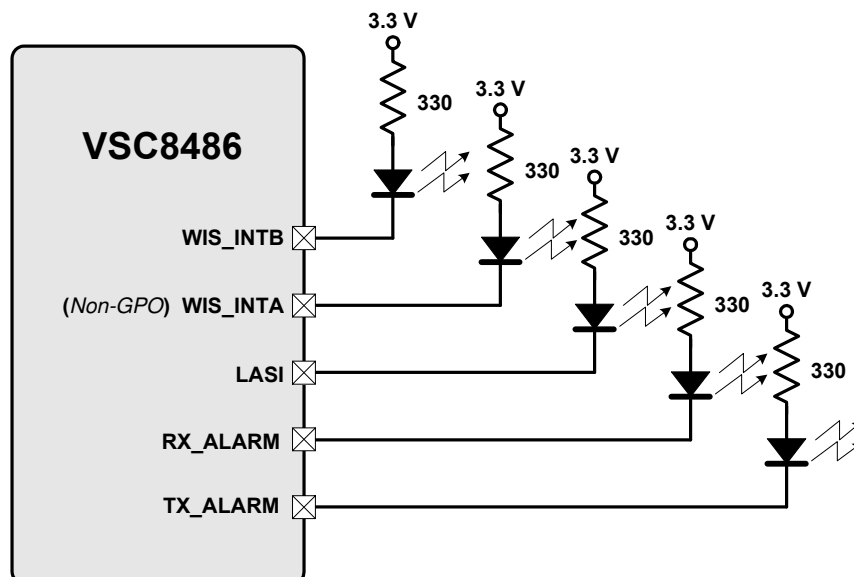 3.3 V
330
3.3 V
330
3.3 V
330
3.3 V
330
3.3 V
330
VSC8486
WIS_INTB
(Non-GPO) WIS_INTA
LASI
RX_ALARM
TX_ALARM